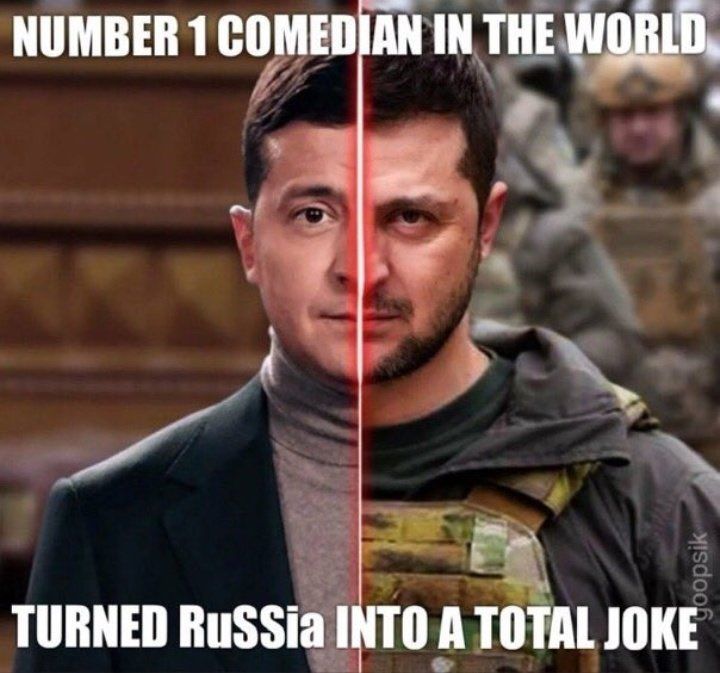 NUMBER 1 COMEDIAN IN THE WORLD
TURNED RuSSia INTO A TOTAL JOKE
goopsik